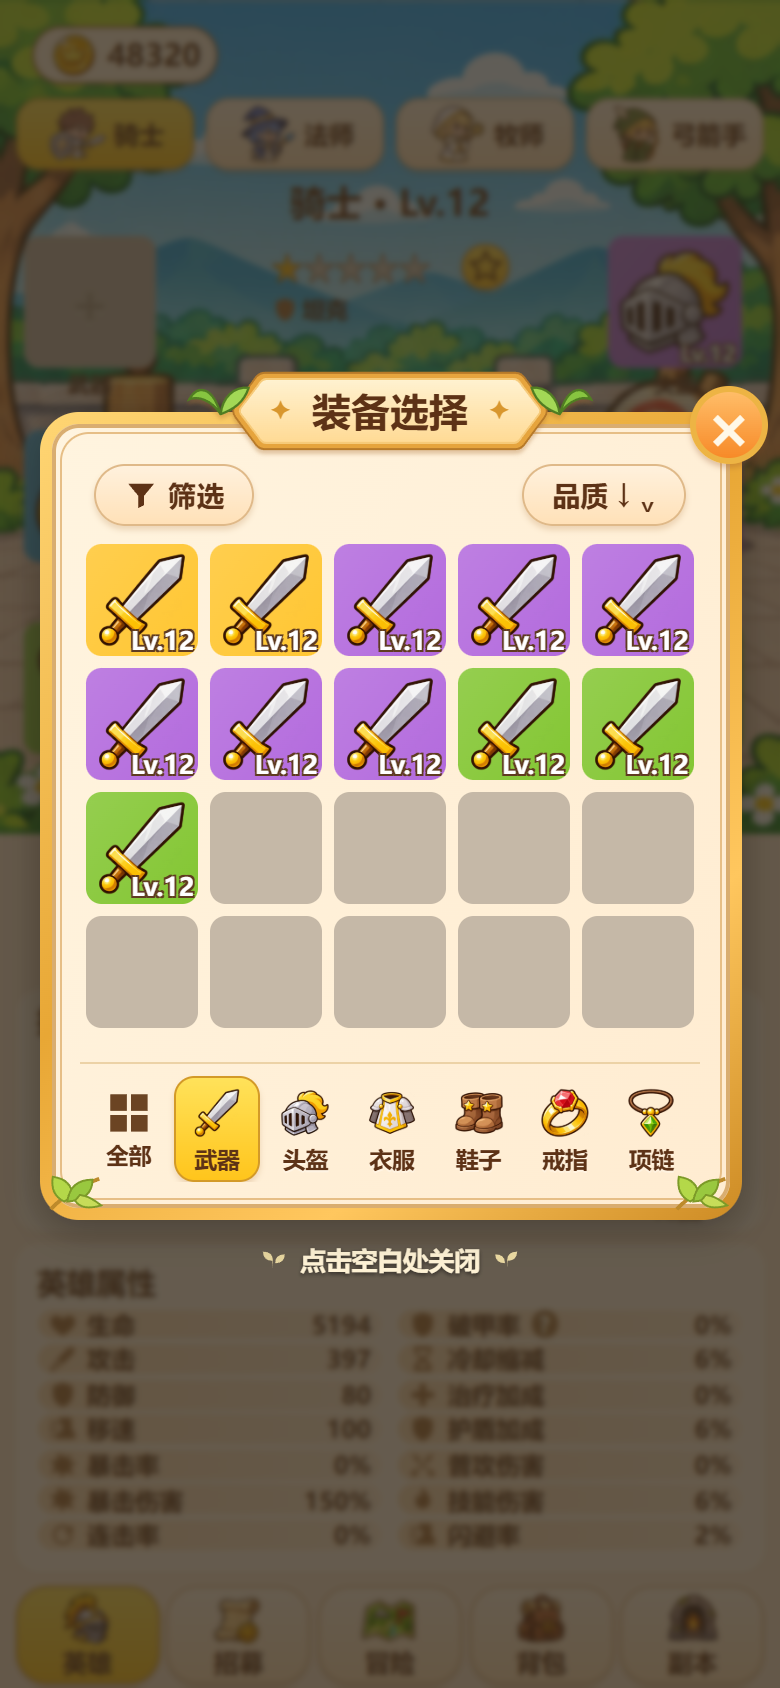 48320
骑士 法师 牧师 弓箭手
骑士 • Lv.12
Lv.12
装备选择
筛选 品质↓ v
Lv.12 Lv.12 Lv.12 Lv.12 Lv.12
Lv.12 Lv.12 Lv.12 Lv.12 Lv.12
Lv.12
全部 武器 头盔 衣服 鞋子 戒指 项链
点击空白处关闭
英雄属性
生命 5194 破甲率 0%
攻击 397 冷却缩减 6%
防御 80 治疗加成 0%
移速 100 护盾加成 6%
暴击率 0% 普攻伤害 0%
暴击伤害 150% 技能伤害 6%
连击率 0% 闪避率 2%
英雄 招募 冒险 背包 副本